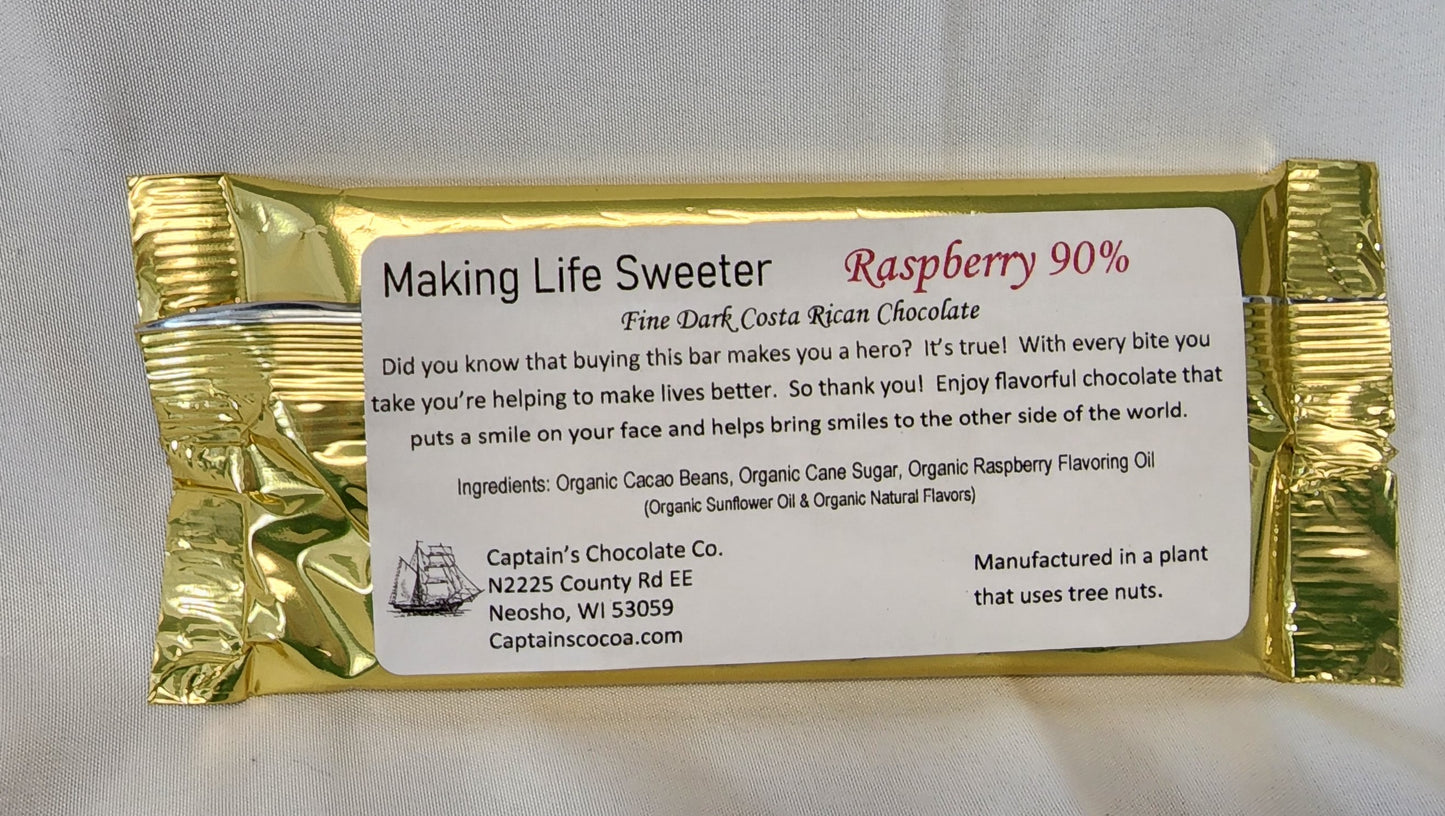 Making Life Sweeter Raspberry 90%
Fine Dark Costa Rican Chocolate
Did you know that buying this bar makes you a hero? It's true! With every bite you
take you're helping to make lives better. So thank you! Enjoy flavorful chocolate that
puts a smile on your face and helps bring smiles to the other side of the world.
Ingredients: Organic Cacao Beans, Organic Cane Sugar, Organic Raspberry Flavoring Oil
(Organic Sunflower Oil & Organic Natural Flavors)
Captain's Chocolate Co.
N2225 County Rd EE
Neosho, WI 53059
Captainscocoa.com
Manufactured in a plant
that uses tree nuts.